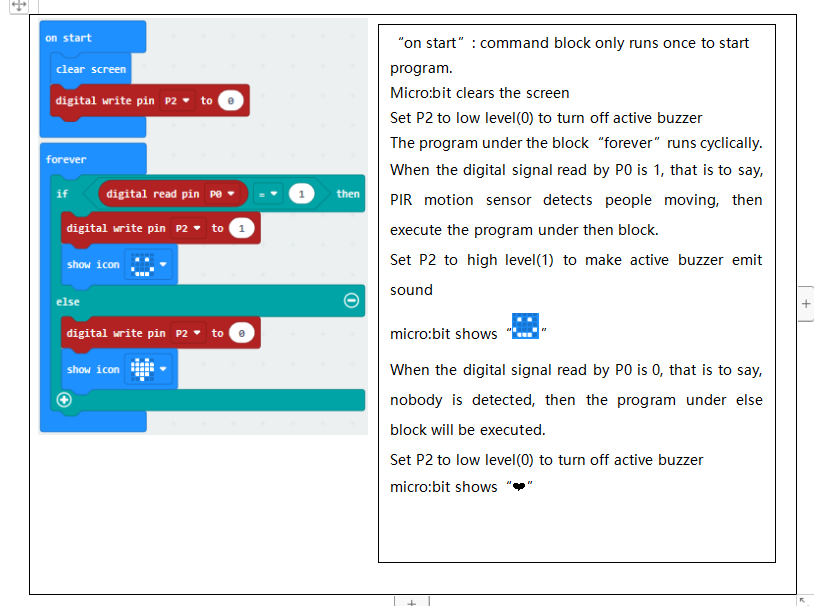 on start
clear screen
digital write pin P2 to 0
forever
if digital read pin P0 = 1 then
digital write pin P2 to 1
show icon
else
digital write pin P2 to 0
show icon
“on start”: command block only runs once to start
program.
Micro:bit clears the screen
Set P2 to low level(0) to turn off active buzzer
The program under the block “forever” runs cyclically.
When the digital signal read by P0 is 1, that is to say,
PIR motion sensor detects people moving, then
execute the program under then block.
Set P2 to high level(1) to make active buzzer emit
sound
micro:bit shows “ ”
When the digital signal read by P0 is 0, that is to say,
nobody is detected, then the program under else
block will be executed.
Set P2 to low level(0) to turn off active buzzer
micro:bit shows “❤”